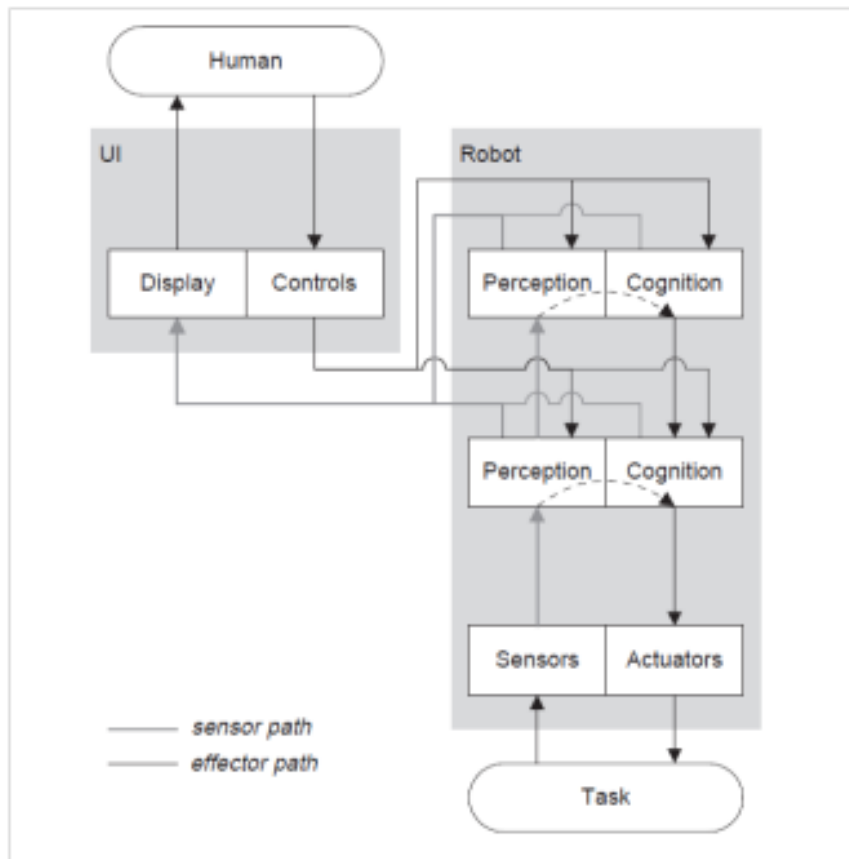 Human
UI
Robot
Display Controls
Perception Cognition
Perception Cognition
Sensors Actuators
sensor path
effector path
Task